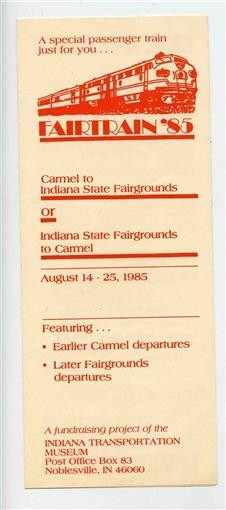 A special passenger train
just for you . . .
FAIRTRAIN '85
Carmel to
Indiana State Fairgrounds
or
Indiana State Fairgrounds
to Carmel
August 14 - 25, 1985
Featuring . . .
• Earlier Carmel departures
• Later Fairgrounds
departures
A fundraising project of the
INDIANA TRANSPORTATION
MUSEUM
Post Office Box 83
Noblesville, IN 46060